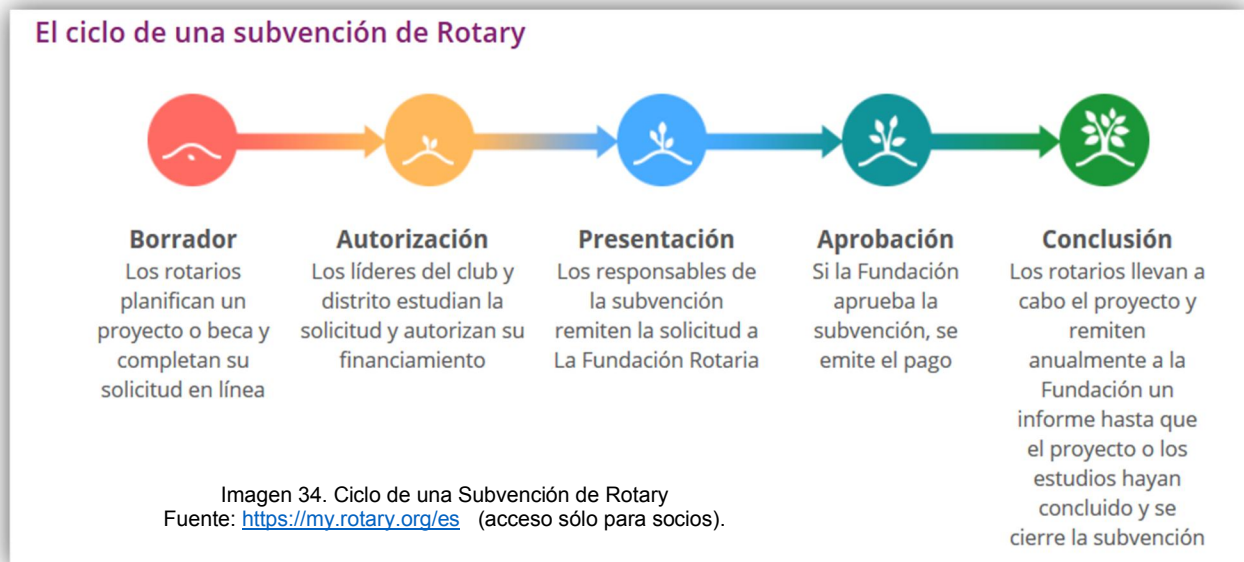 El ciclo de una subvención de Rotary
Borrador
Los rotarios
planifican un
proyecto o beca y
completan su
solicitud en línea
Autorización
Los líderes del club y
distrito estudian la
solicitud y autorizan su
financiamiento
Presentación
Los responsables de
la subvención
remiten la solicitud a
La Fundación Rotaria
Aprobación
Si la Fundación
aprueba la
subvención, se
emite el pago
Conclusión
Los rotarios llevan a
cabo el proyecto y
remiten
anualmente a la
Fundación un
informe hasta que
el proyecto o los
estudios hayan
concluido y se
cierre la subvención
Imagen 34. Ciclo de una Subvención de Rotary
Fuente: https://my.rotary.org/es (acceso sólo para socios).